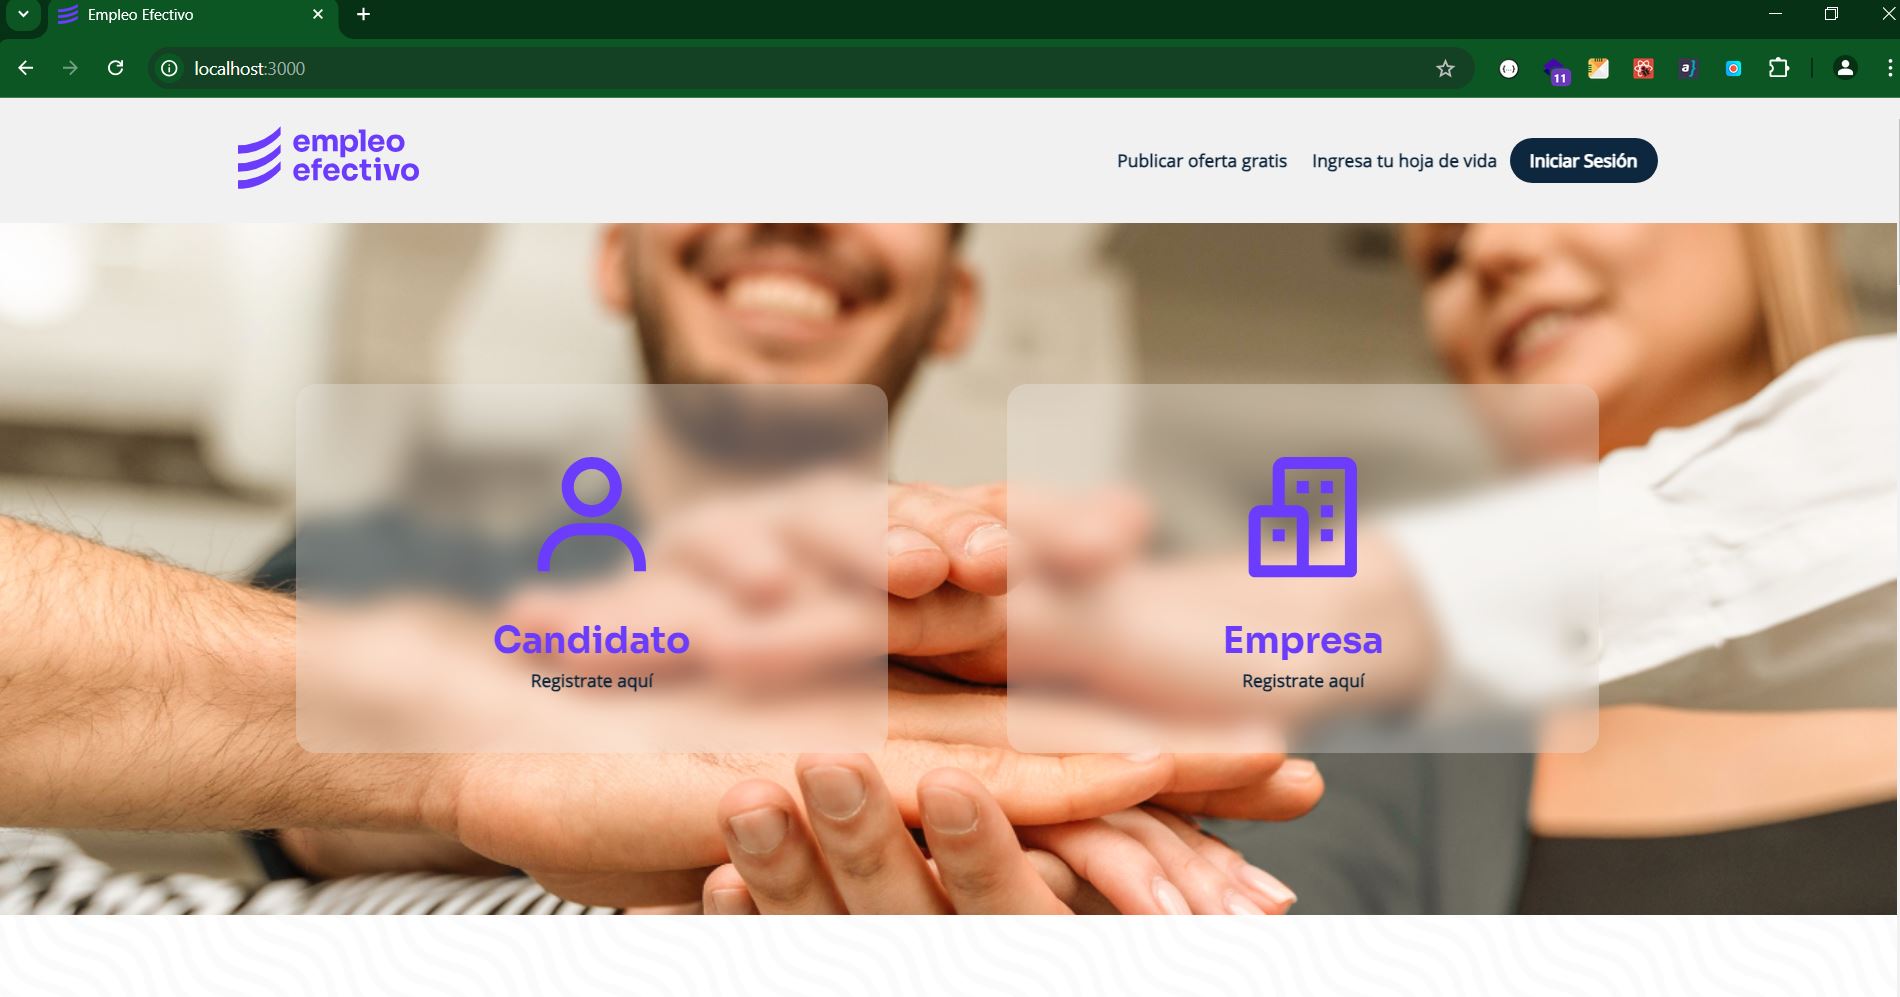 Empleo Efectivo
localhost:3000
11
a}
empleo
efectivo
Publicar oferta gratis
Ingresa tu hoja de vida
Iniciar Sesión
Candidato
Registrate aquí
Empresa
Registrate aquí